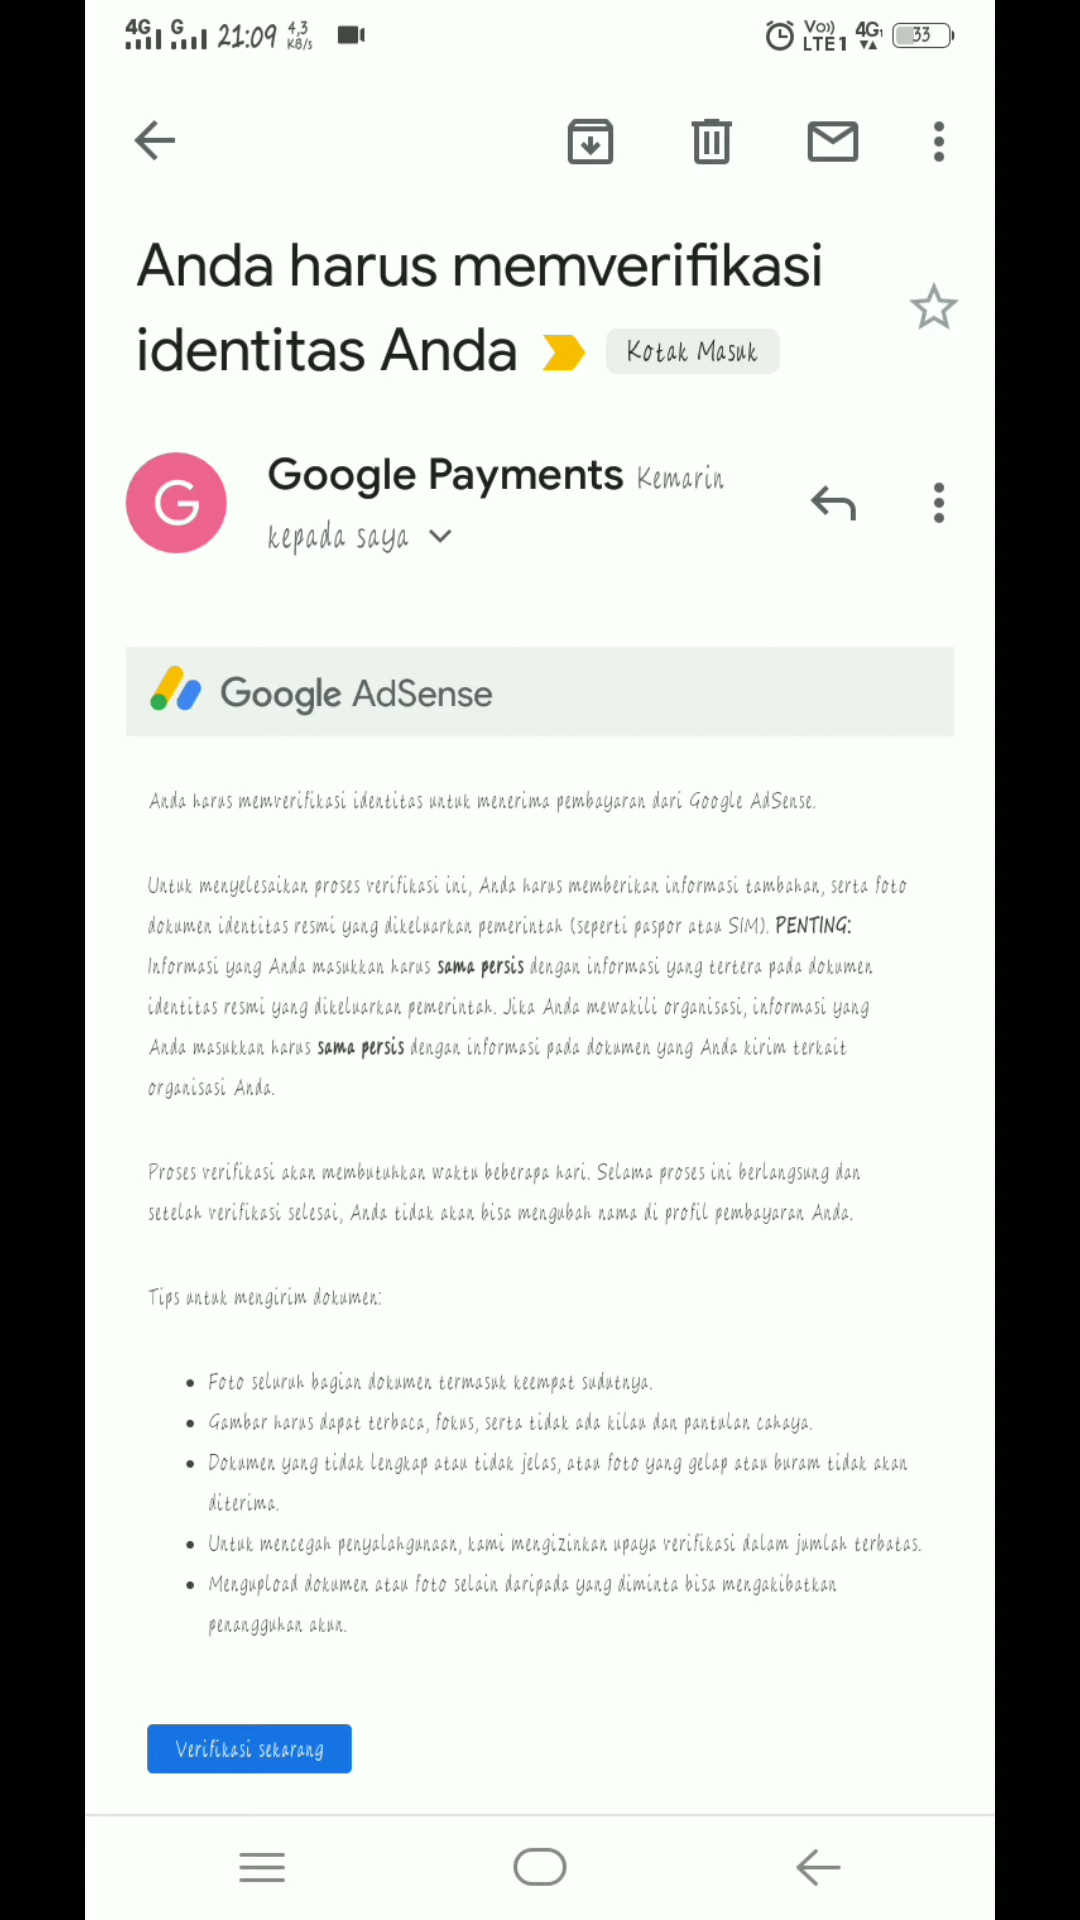 4G G 21:09 4,3 KB/s Vo)) LTE1 4G1 33
Anda harus memverifikasi
identitas Anda Kotak Masuk
G Google Payments Kemarin
kepada saya
Google AdSense
Anda harus memverifikasi identitas untuk menerima pembayaran dari Google AdSense.
Untuk menyelesaikan proses verifikasi ini, Anda harus memberikan informasi tambahan, serta foto
dokumen identitas resmi yang dikeluarkan pemerintah (seperti paspor atau SIM). PENTING:
Informasi yang Anda masukkan harus sama persis dengan informasi yang tertera pada dokumen
identitas resmi yang dikeluarkan pemerintah. Jika Anda mewakili organisasi, informasi yang
Anda masukkan harus sama persis dengan informasi pada dokumen yang Anda kirim terkait
organisasi Anda.
Proses verifikasi akan membutuhkan waktu beberapa hari. Selama proses ini berlangsung dan
setelah verifikasi selesai, Anda tidak akan bisa mengubah nama di profil pembayaran Anda.
Tips untuk mengirim dokumen:
• Foto seluruh bagian dokumen termasuk keempat sudutnya.
• Gambar harus dapat terbaca, fokus, serta tidak ada kilau dan pantulan cahaya.
• Dokumen yang tidak lengkap atau tidak jelas, atau foto yang gelap atau buram tidak akan
diterima.
• Untuk mencegah penyalahgunaan, kami mengizinkan upaya verifikasi dalam jumlah terbatas.
• Mengupload dokumen atau foto selain daripada yang diminta bisa mengakibatkan
penangguhan akun.
Verifikasi sekarang